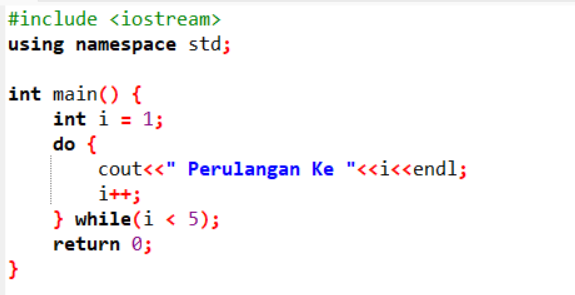 #include <iostream>
using namespace std;
int main() {
int i = 1;
do {
cout<<" Perulangan Ke "<<i<<endl;
i++;
} while(i < 5);
return 0;
}